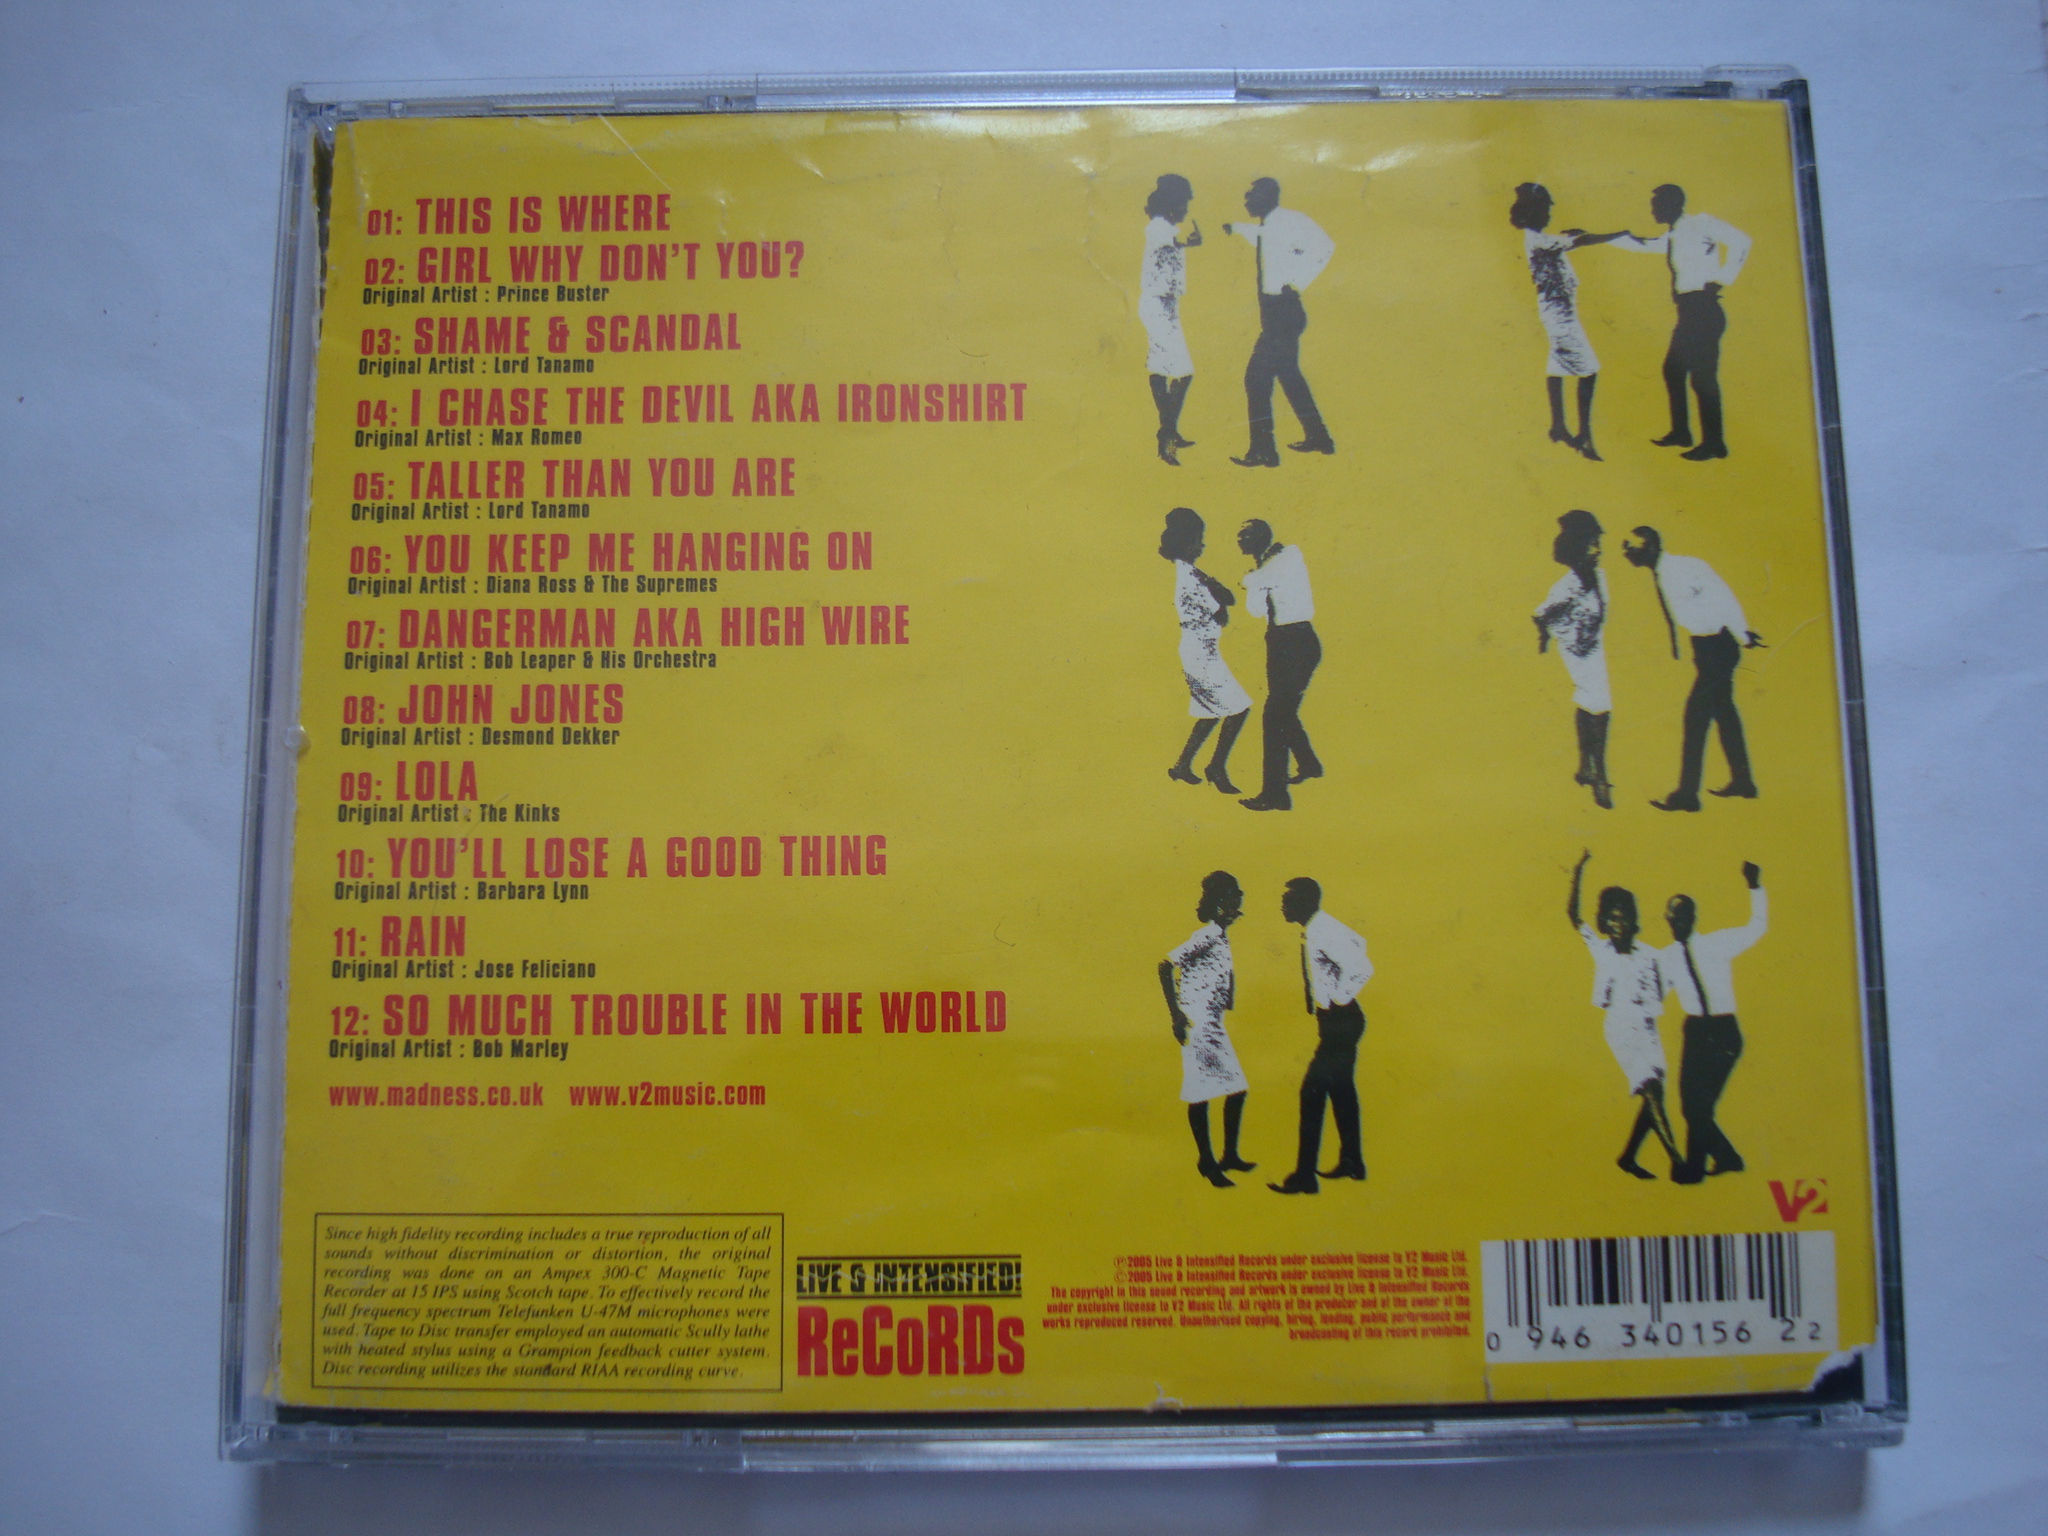 01: THIS IS WHERE
02: GIRL WHY DON'T YOU?
Original Artist : Prince Buster
03: SHAME & SCANDAL
Original Artist : Lord Tanamo
04: I CHASE THE DEVIL AKA IRONSHIRT
Original Artist : Max Romeo
05: TALLER THAN YOU ARE
Original Artist : Lord Tanamo
06: YOU KEEP ME HANGING ON
Original Artist : Diana Ross & The Supremes
07: DANGERMAN AKA HIGH WIRE
Original Artist : Bob Leaper & His Orchestra
08: JOHN JONES
Original Artist : Desmond Dekker
09: LOLA
Original Artist : The Kinks
10: YOU'LL LOSE A GOOD THING
Original Artist : Barbara Lynn
11: RAIN
Original Artist : Jose Feliciano
12: SO MUCH TROUBLE IN THE WORLD
Original Artist : Bob Marley
www.madness.co.uk www.v2music.com
Since high fidelity recording includes a true reproduction of all
sounds without discrimination or distortion, the original
recording was done on an Ampex 300-C Magnetic Tape
Recorder at 15 IPS using Scotch tape. To effectively record the
full frequency spectrum Telefunken U-47M microphones were
used. Tape to Disc transfer employed an automatic Scully lathe
with heated stylus using a Grampion feedback cutter system.
Disc recording utilizes the standard RIAA recording curve.
LIVE & INTENSIFIED!
ReCoRDs
℗2005 Live & Intensified Records under exclusive license to V2 Music Ltd.
©2005 Live & Intensified Records under exclusive license to V2 Music Ltd.
The copyright in this sound recording and artwork is owned by Live & Intensified Records
under exclusive license to V2 Music Ltd. All rights of the producer and of the owner of the
works reproduced reserved. Unauthorised copying, hiring, lending, public performance and
broadcasting of this record prohibited.
V2
0 946 340156 2 2